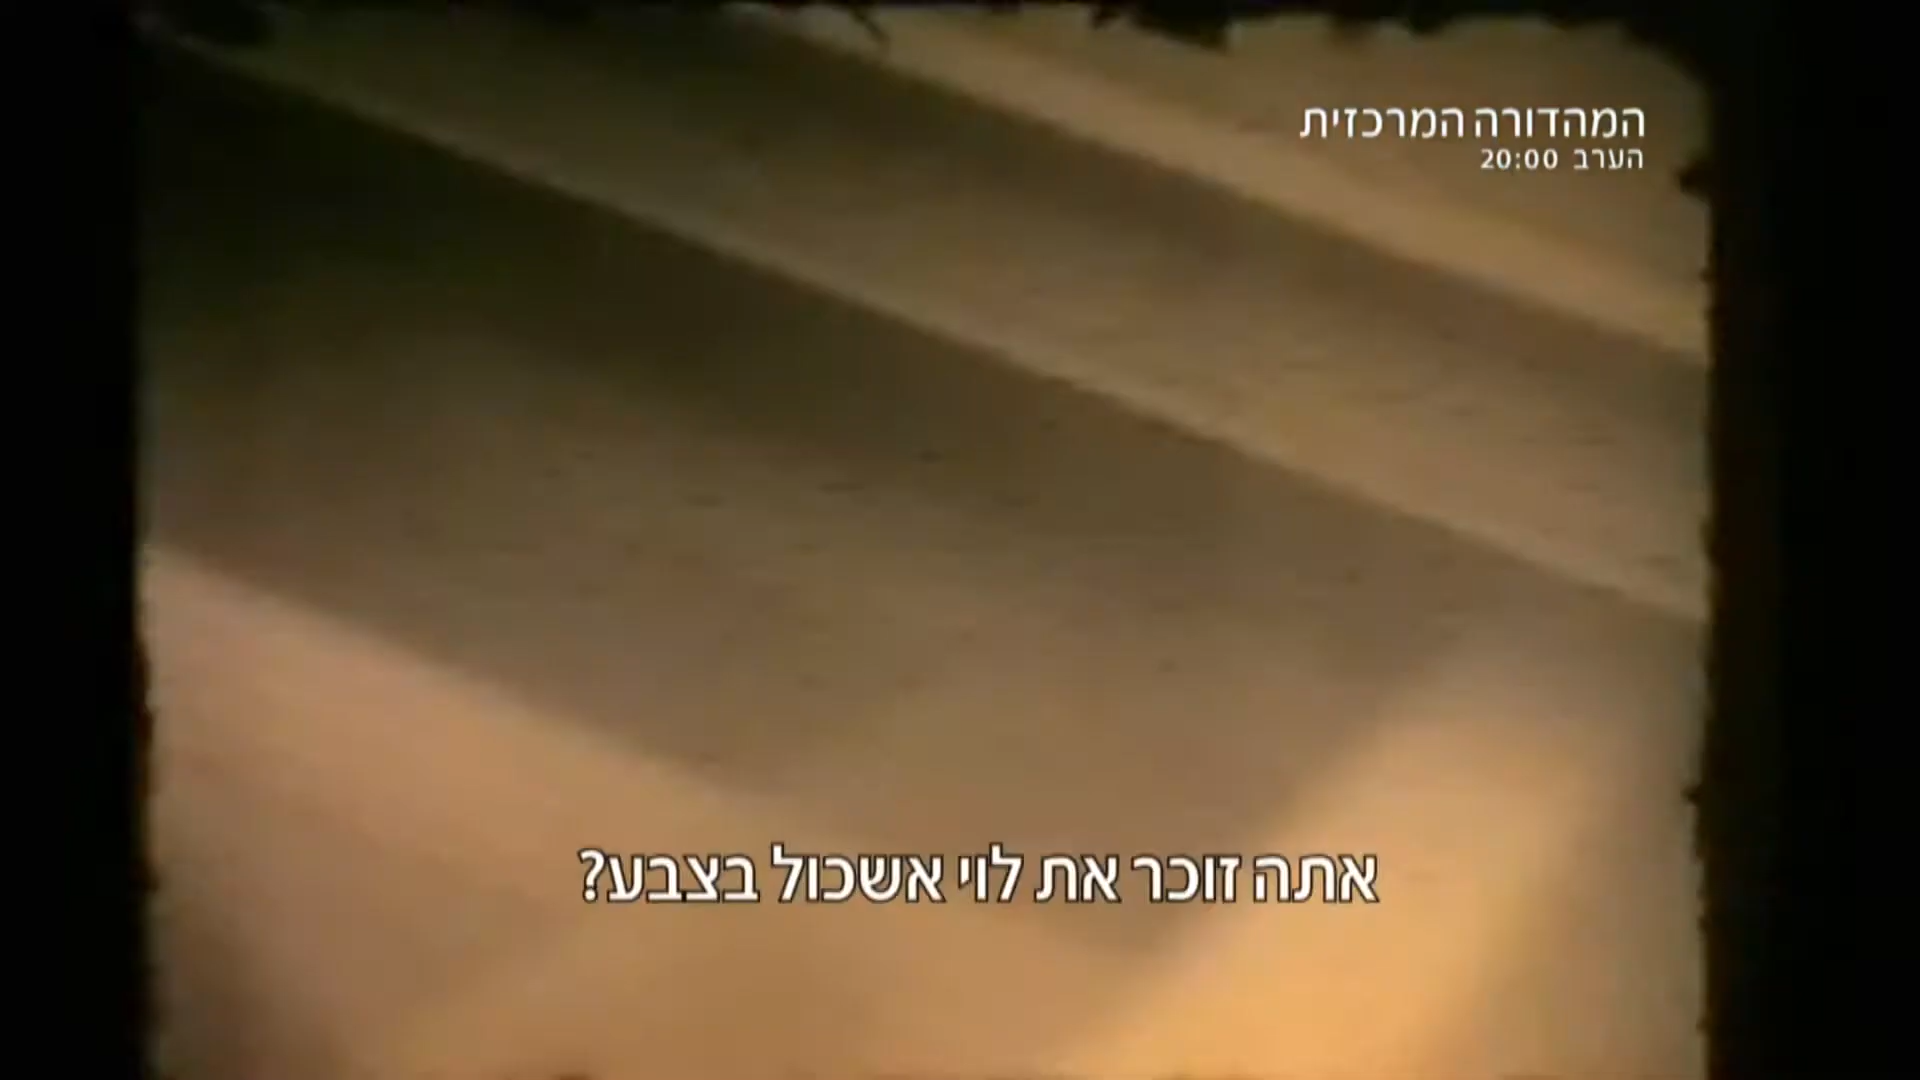 המהדורה המרכזית
הערב 20:00
אתה זוכר את לוי אשכול בצבע?